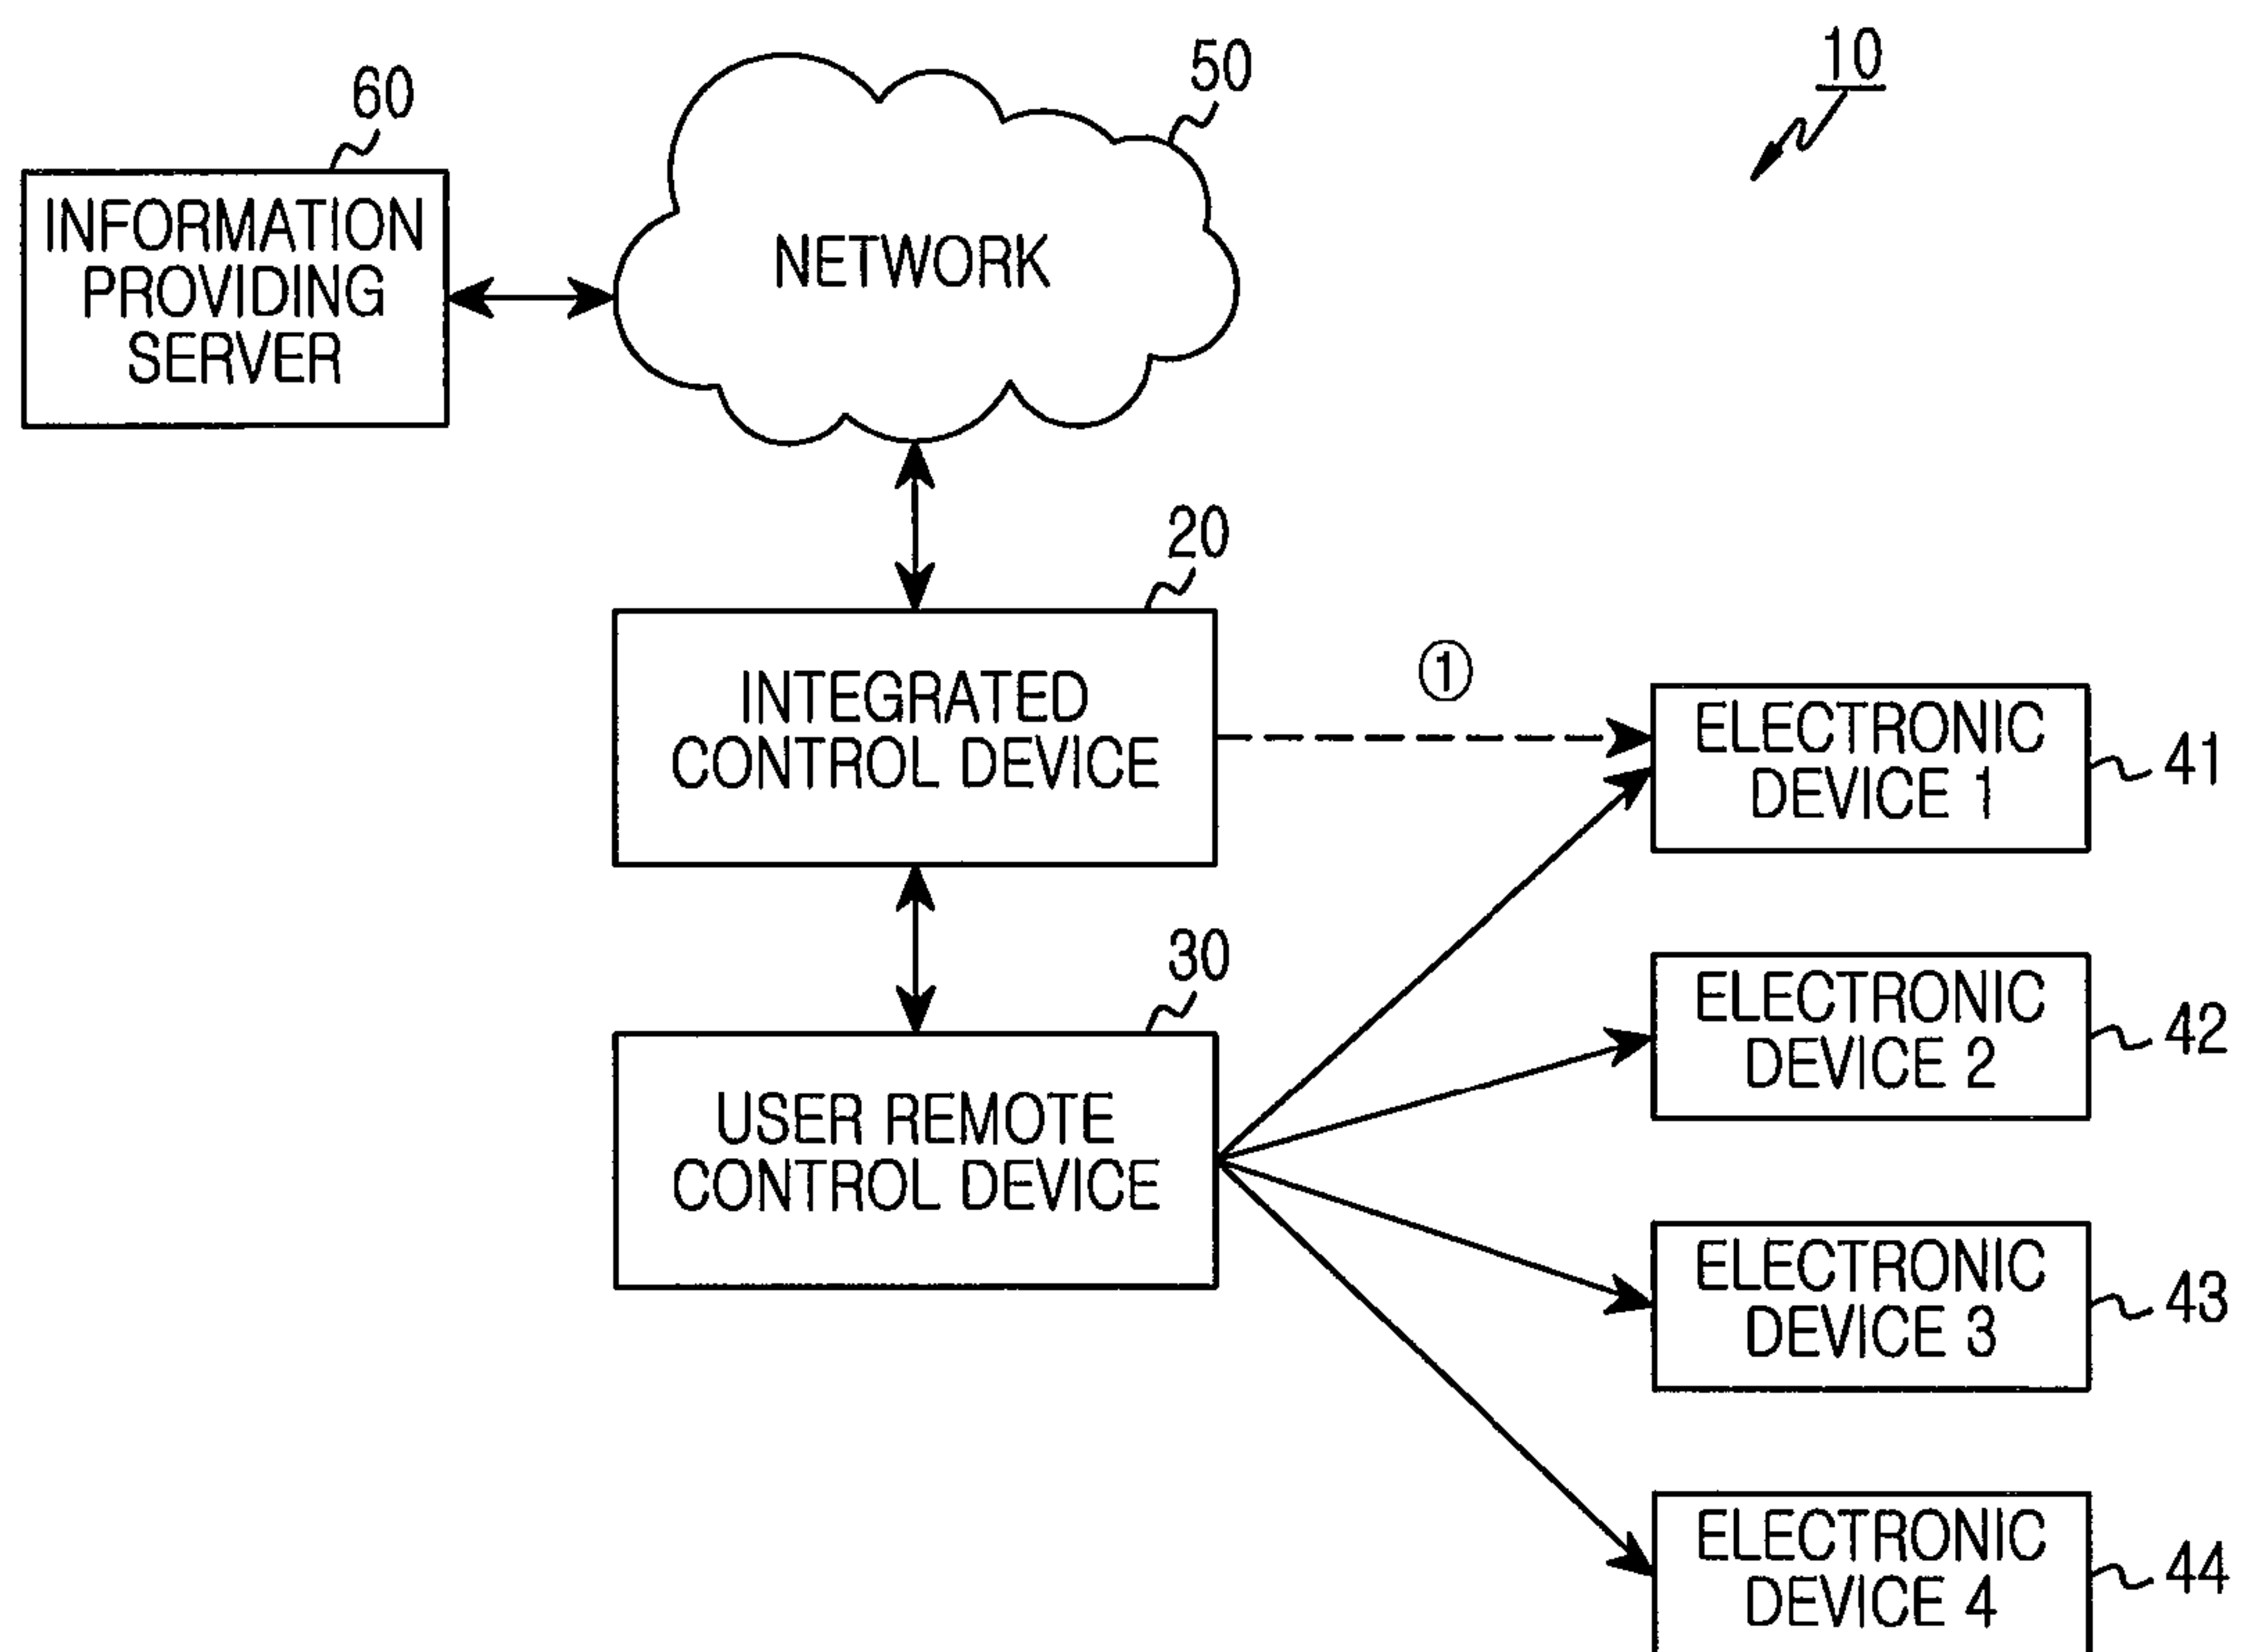 10
50
60
INFORMATION
PROVIDING
SERVER
NETWORK
20
INTEGRATED
CONTROL DEVICE
①
ELECTRONIC
DEVICE 1
41
30
USER REMOTE
CONTROL DEVICE
ELECTRONIC
DEVICE 2
42
ELECTRONIC
DEVICE 3
43
ELECTRONIC
DEVICE 4
44